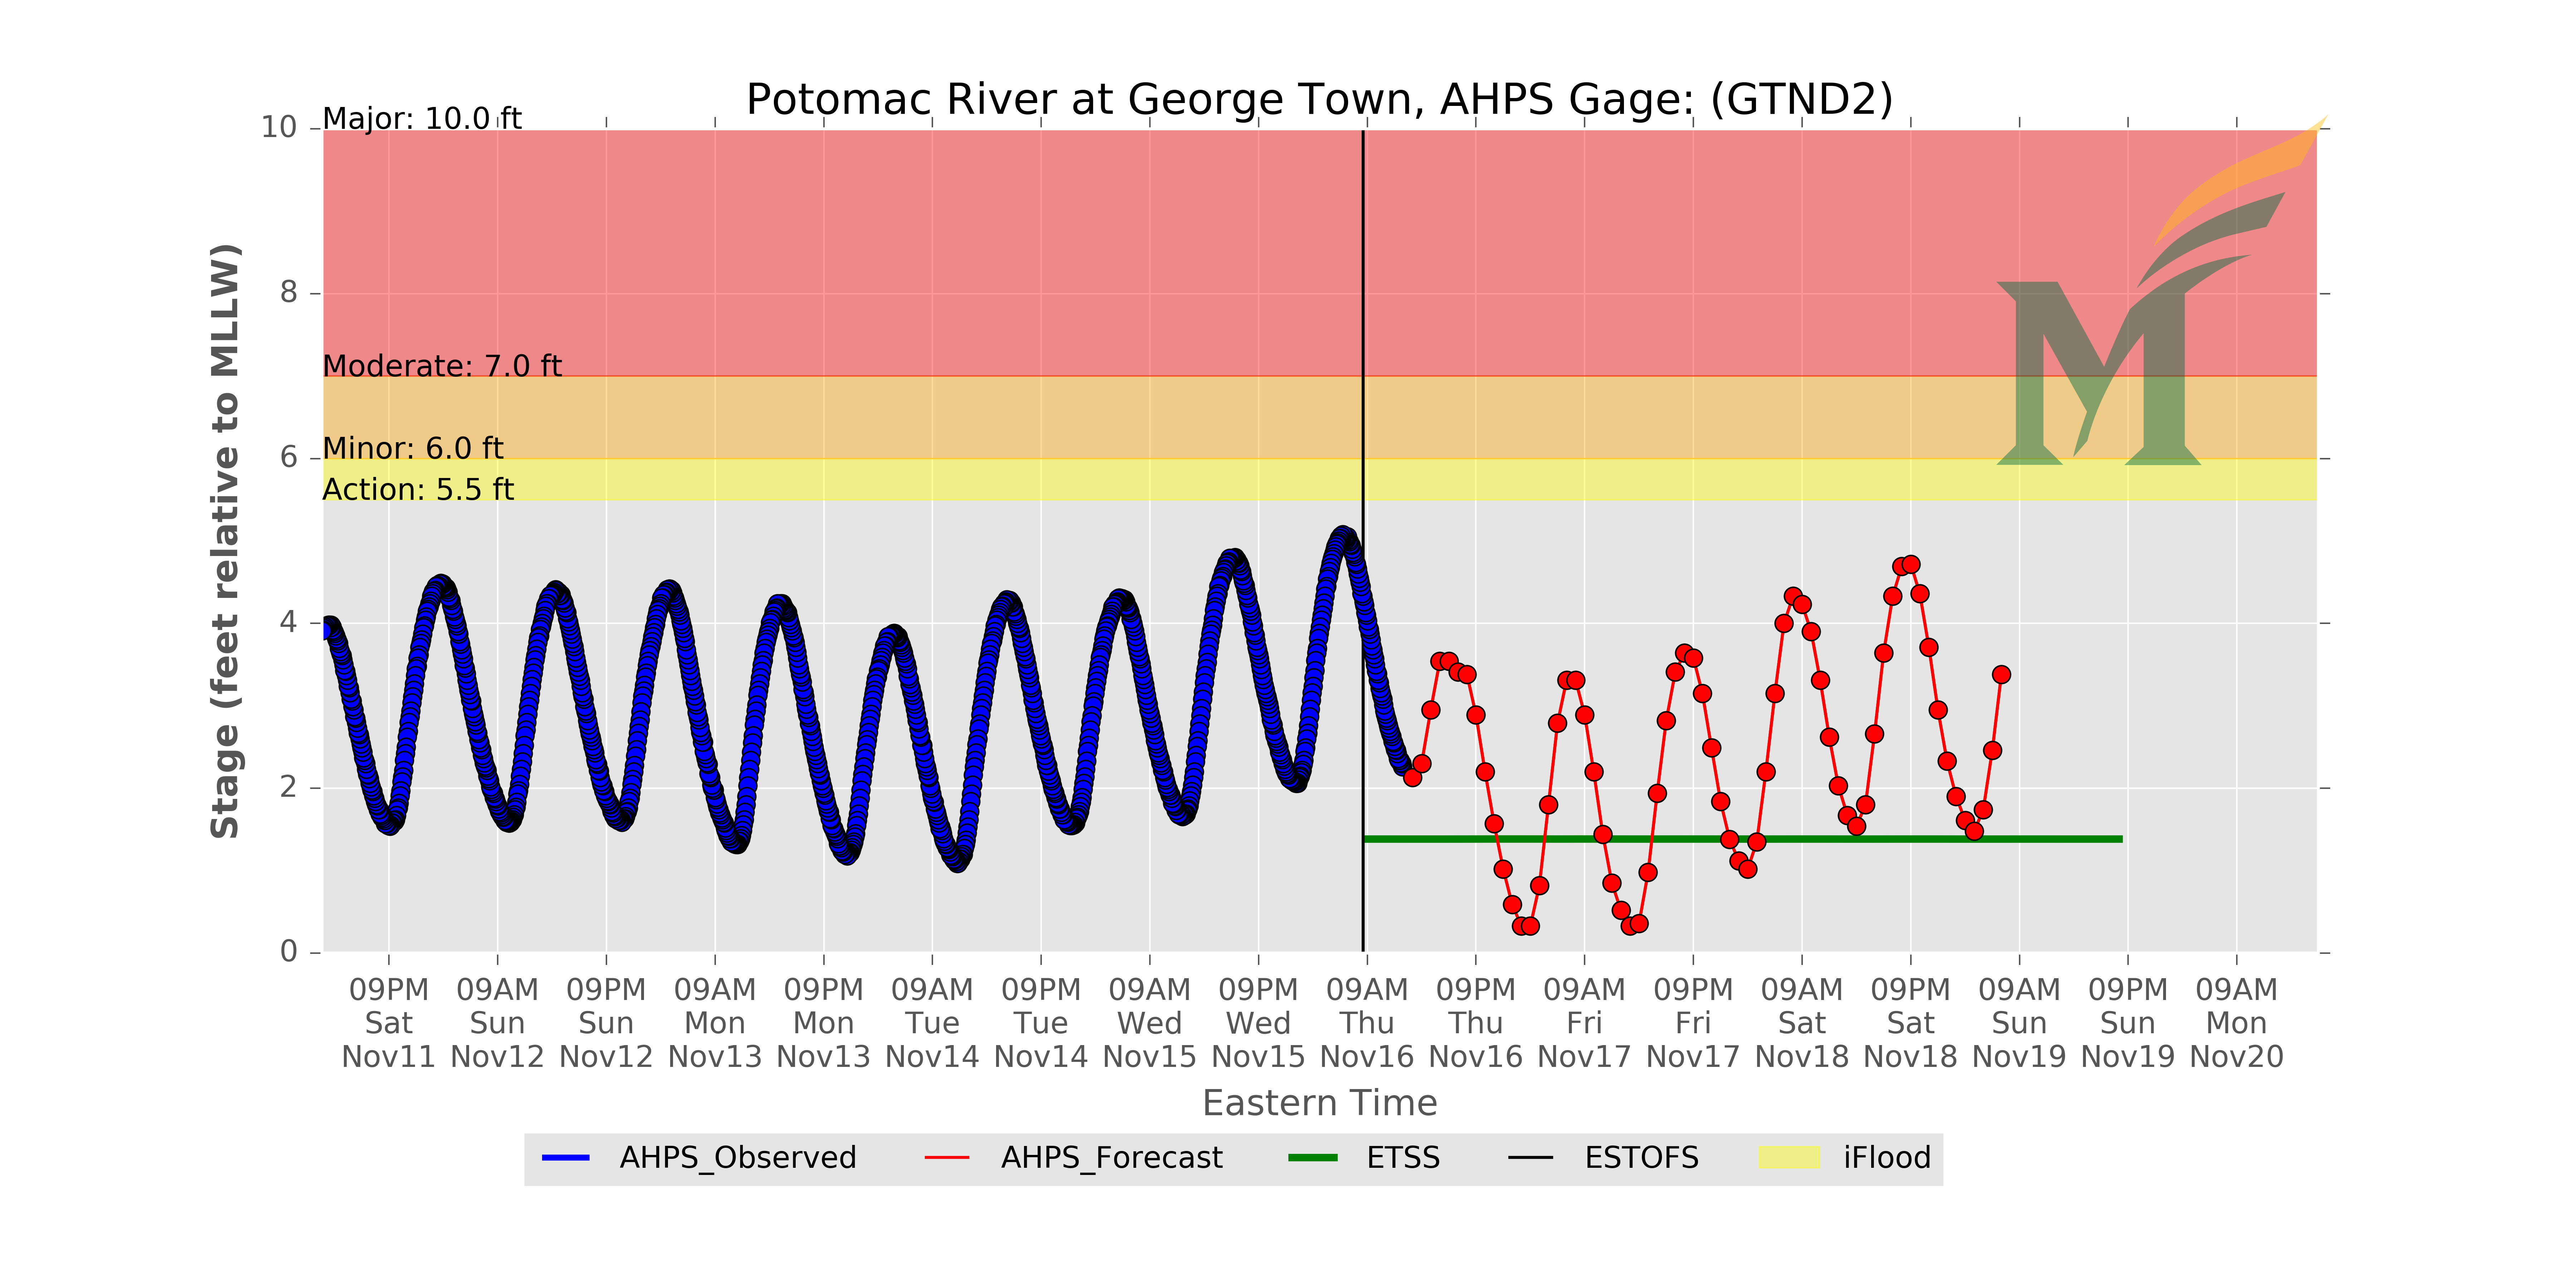 Potomac River at George Town, AHPS Gage: (GTND2)
Major: 10.0 ft
Moderate: 7.0 ft
Minor: 6.0 ft
Action: 5.5 ft
Stage (feet relative to MLLW)
10
8
6
4
2
0
09PM 09AM 09PM 09AM 09PM 09AM 09PM 09AM 09PM 09AM 09PM 09AM 09PM 09AM 09PM 09AM 09PM 09AM
Sat Sun Sun Mon Mon Tue Tue Wed Wed Thu Thu Fri Fri Sat Sat Sun Sun Mon
Nov11 Nov12 Nov12 Nov13 Nov13 Nov14 Nov14 Nov15 Nov15 Nov16 Nov16 Nov17 Nov17 Nov18 Nov18 Nov19 Nov19 Nov20
Eastern Time
AHPS_Observed AHPS_Forecast ETSS ESTOFS iFlood
M